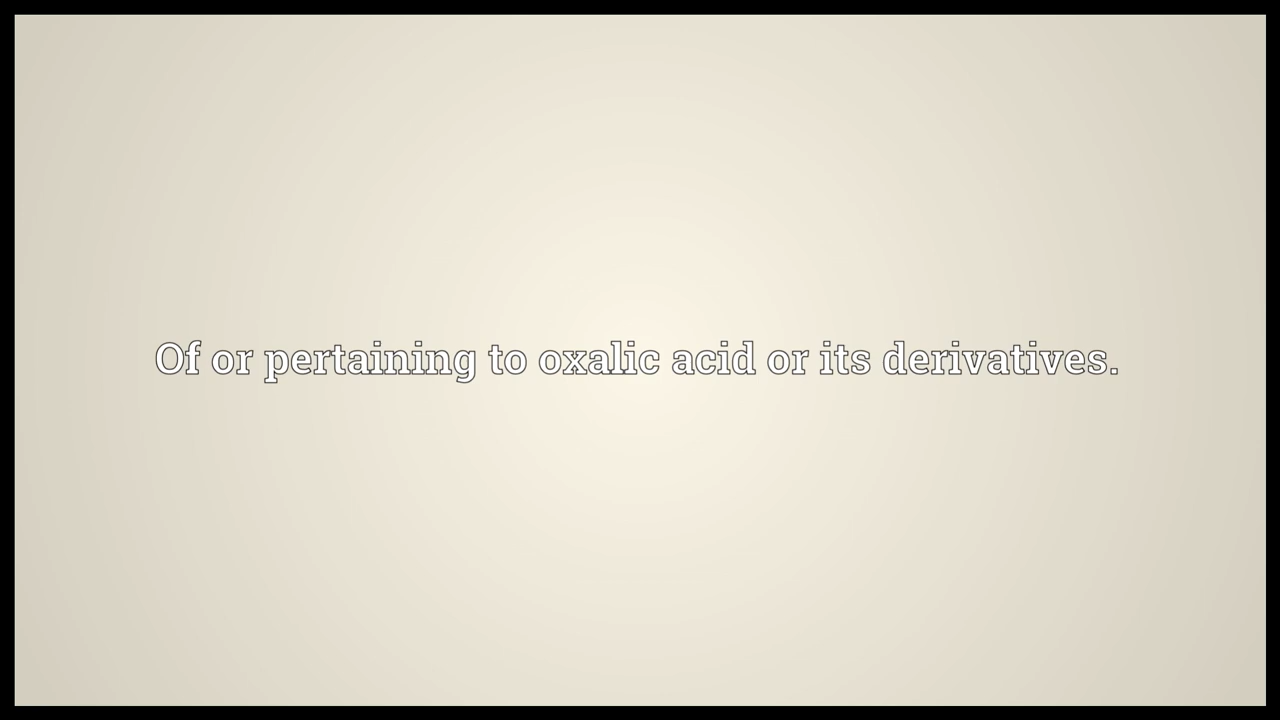 Of or pertaining to oxalic acid or its derivatives.